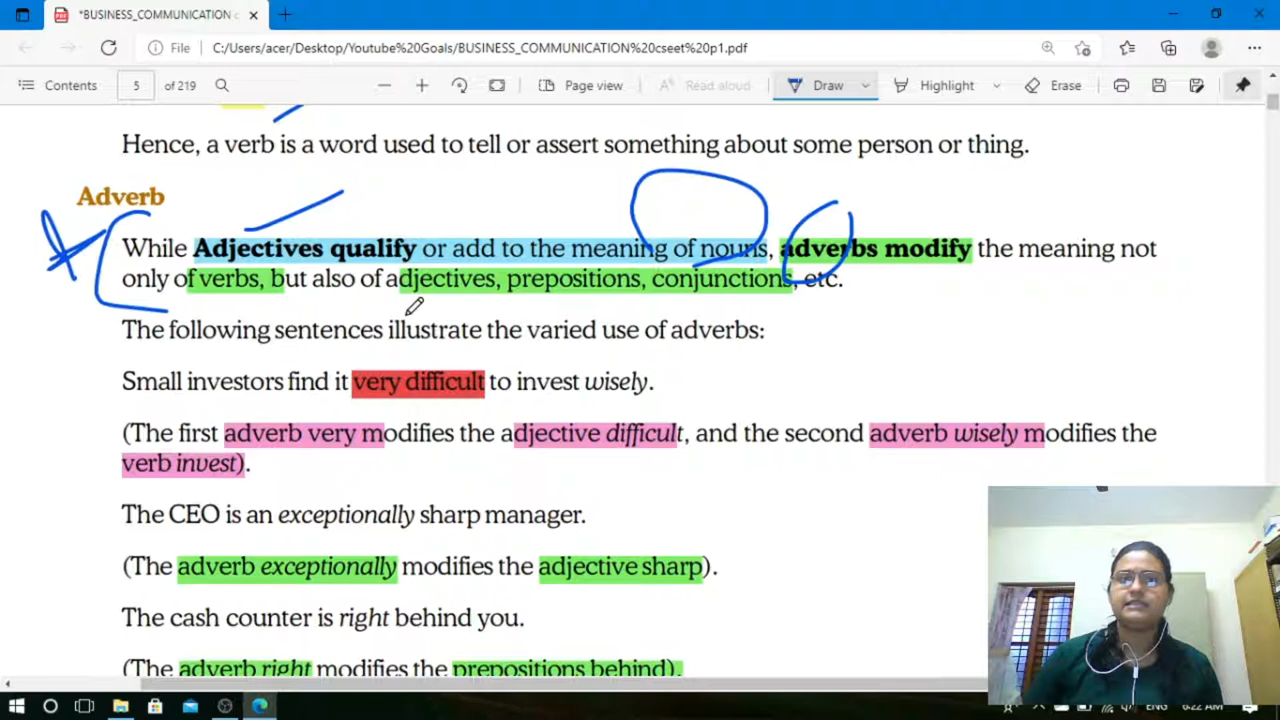 *BUSINESS_COMMUNICATION c
File C:/Users/acer/Desktop/Youtube%20Goals/BUSINESS_COMMUNICATION%20cseet%20p1.pdf
Contents 5 of 219 Page view Read aloud Draw Highlight Erase
Hence, a verb is a word used to tell or assert something about some person or thing.
Adverb
While Adjectives qualify or add to the meaning of nouns, adverbs modify the meaning not
only of verbs, but also of adjectives, prepositions, conjunctions, etc.
The following sentences illustrate the varied use of adverbs:
Small investors find it very difficult to invest wisely.
(The first adverb very modifies the adjective difficult, and the second adverb wisely modifies the
verb invest).
The CEO is an exceptionally sharp manager.
(The adverb exceptionally modifies the adjective sharp).
The cash counter is right behind you.
(The adverb right modifies the prepositions behind).
ENG 6:22 AM